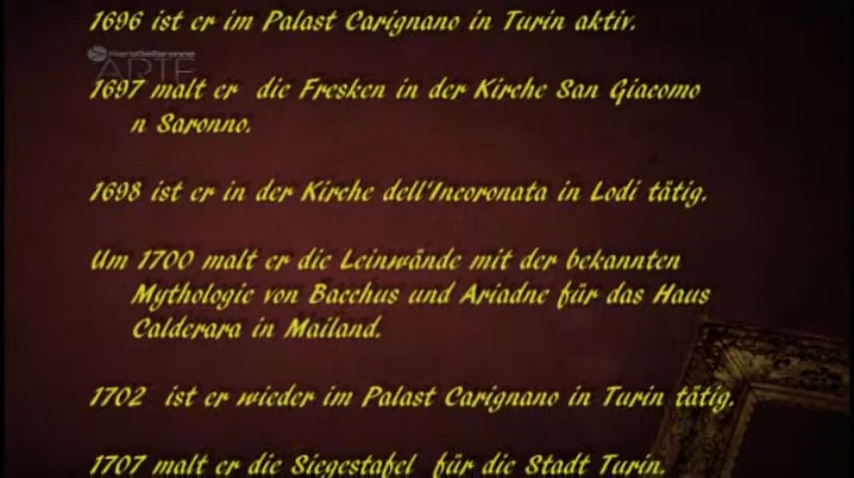 1696 ist er im Palast Carignano in Turin aktiv.
ARTE
1697 malt er die Fresken in der Kirche San Giacomo
n Saronno.
1698 ist er in der Kirche dell'Incoronata in Lodi tätig.
Um 1700 malt er die Leinwände mit der bekannten
Mythologie von Bacchus und Ariadne für das Haus
Calderara in Mailand.
1702 ist er wieder im Palast Carignano in Turin tätig.
1707 malt er die Siegestafel für die Stadt Turin.